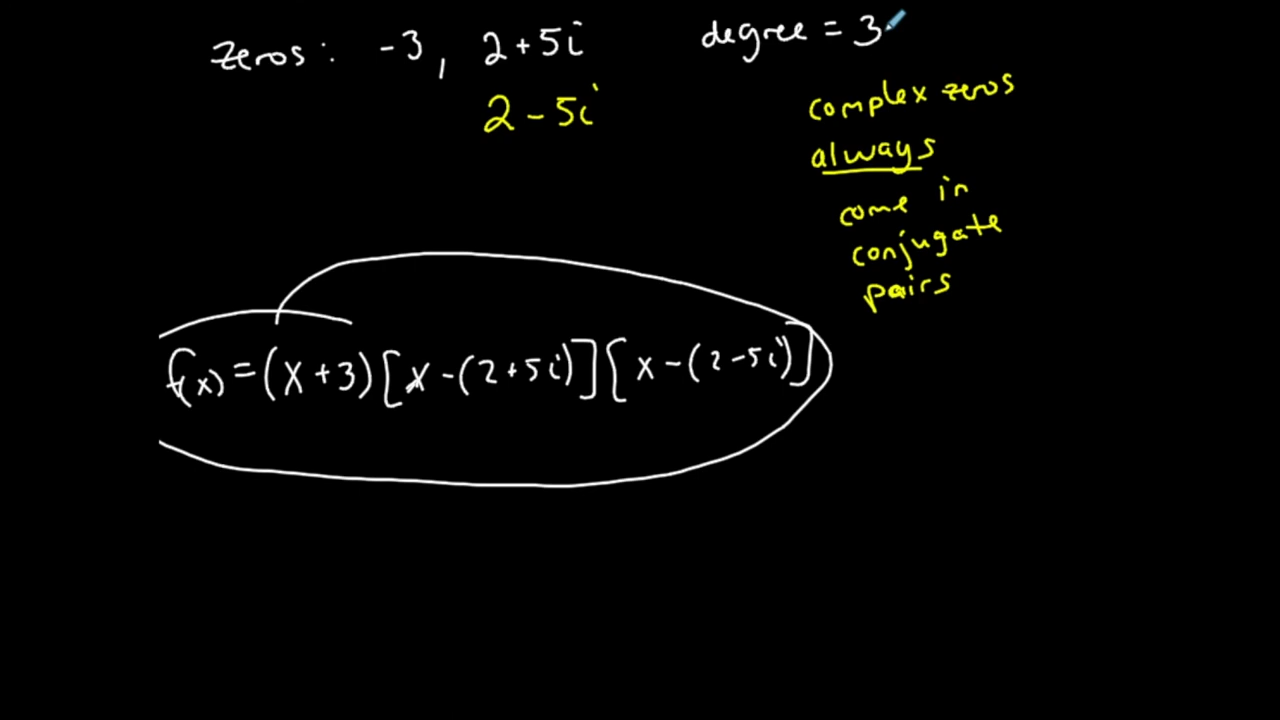 zeros: -3, 2+5i degree = 3
2-5i
complex zeros
always
come in
conjugate
pairs
f(x) = (x+3)[x-(2+5i)][x-(2-5i)]